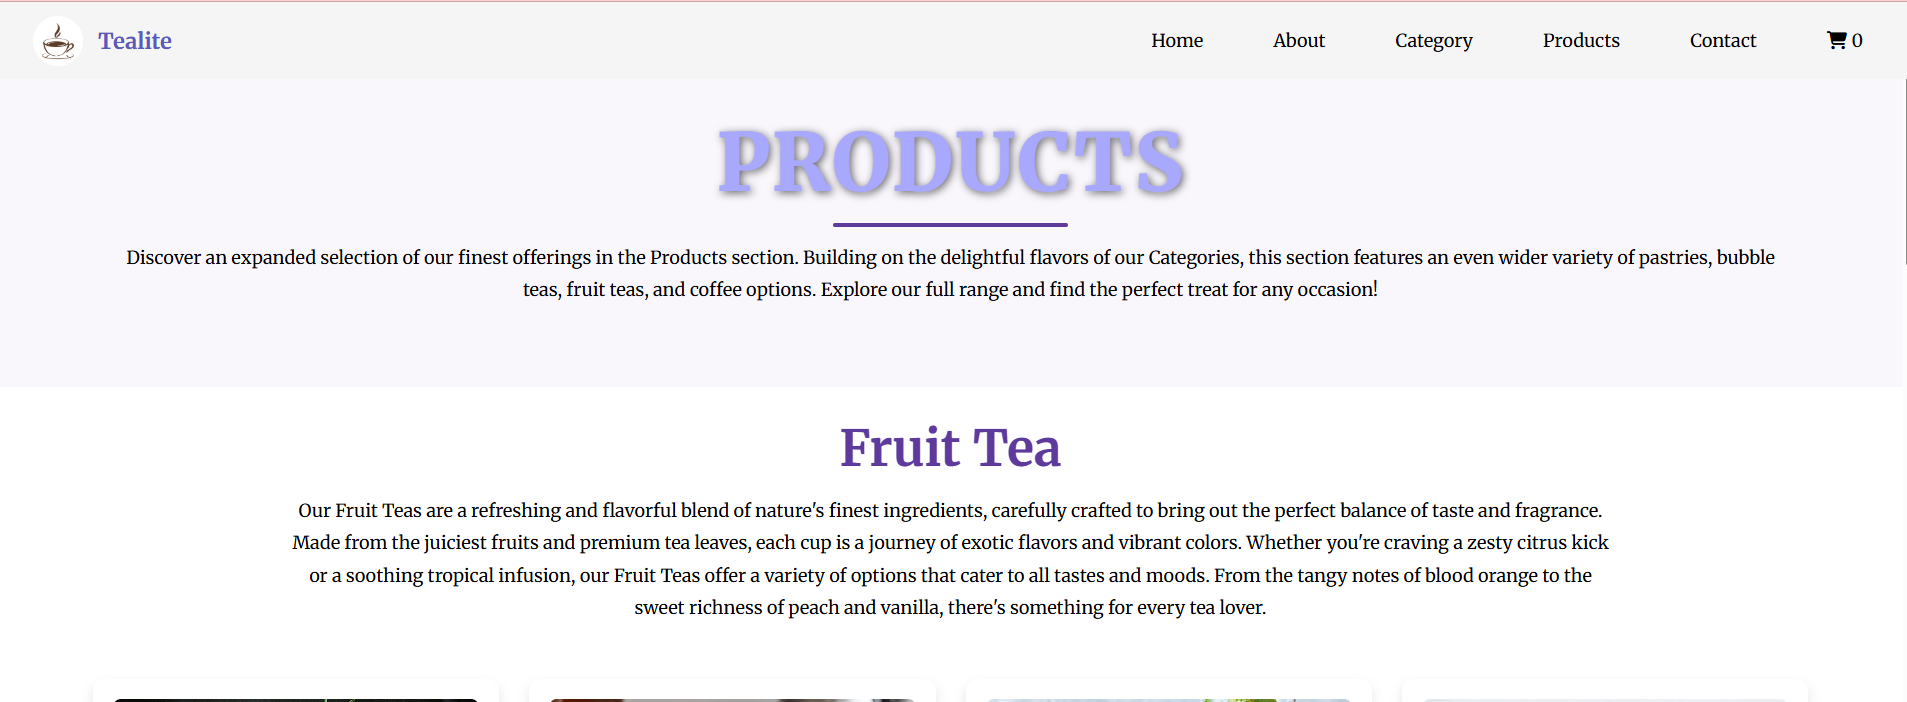 Tealite
Home About Category Products Contact 0
PRODUCTS
Discover an expanded selection of our finest offerings in the Products section. Building on the delightful flavors of our Categories, this section features an even wider variety of pastries, bubble
teas, fruit teas, and coffee options. Explore our full range and find the perfect treat for any occasion!
Fruit Tea
Our Fruit Teas are a refreshing and flavorful blend of nature's finest ingredients, carefully crafted to bring out the perfect balance of taste and fragrance.
Made from the juiciest fruits and premium tea leaves, each cup is a journey of exotic flavors and vibrant colors. Whether you're craving a zesty citrus kick
or a soothing tropical infusion, our Fruit Teas offer a variety of options that cater to all tastes and moods. From the tangy notes of blood orange to the
sweet richness of peach and vanilla, there's something for every tea lover.